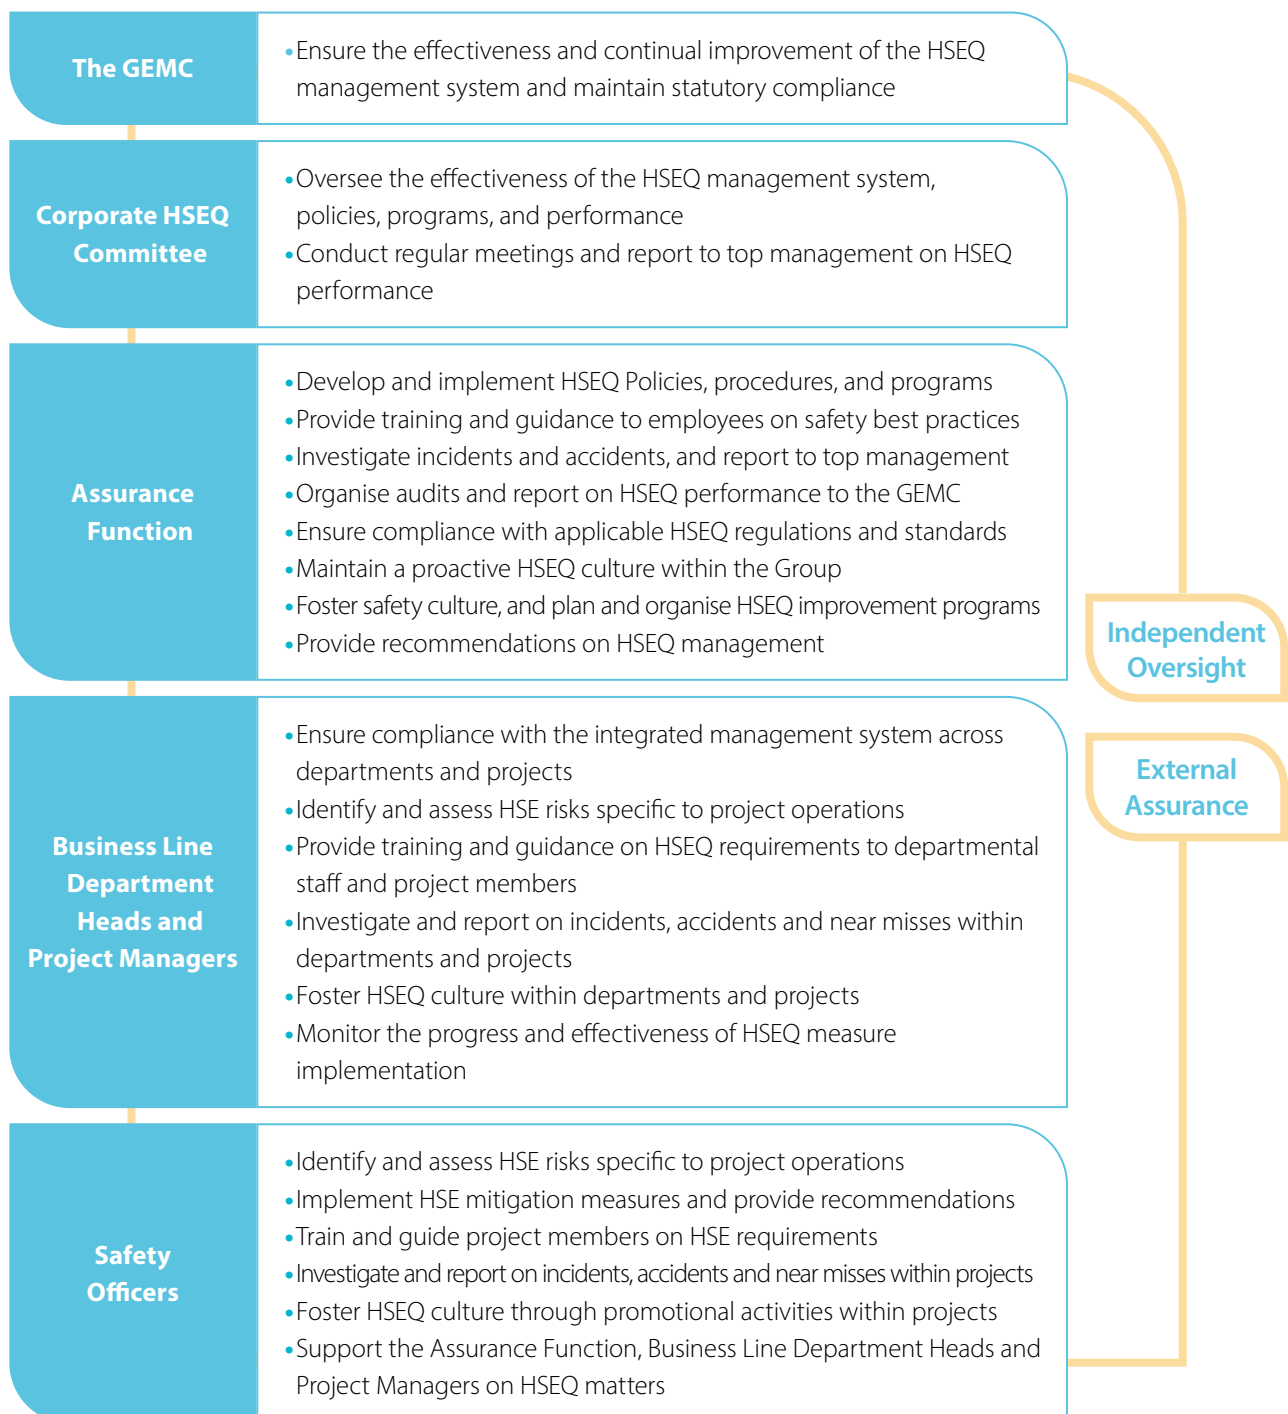 The GEMC
•Ensure the effectiveness and continual improvement of the HSEQ
management system and maintain statutory compliance
Corporate HSEQ
Committee
•Oversee the effectiveness of the HSEQ management system,
policies, programs, and performance
•Conduct regular meetings and report to top management on HSEQ
performance
Assurance
Function
•Develop and implement HSEQ Policies, procedures, and programs
•Provide training and guidance to employees on safety best practices
•Investigate incidents and accidents, and report to top management
•Organise audits and report on HSEQ performance to the GEMC
•Ensure compliance with applicable HSEQ regulations and standards
•Maintain a proactive HSEQ culture within the Group
•Foster safety culture, and plan and organise HSEQ improvement programs
•Provide recommendations on HSEQ management
Independent
Oversight
Business Line
Department
Heads and
Project Managers
•Ensure compliance with the integrated management system across
departments and projects
•Identify and assess HSE risks specific to project operations
•Provide training and guidance on HSEQ requirements to departmental
staff and project members
•Investigate and report on incidents, accidents and near misses within
departments and projects
•Foster HSEQ culture within departments and projects
•Monitor the progress and effectiveness of HSEQ measure
implementation
External
Assurance
Safety
Officers
•Identify and assess HSE risks specific to project operations
•Implement HSE mitigation measures and provide recommendations
•Train and guide project members on HSE requirements
•Investigate and report on incidents, accidents and near misses within projects
•Foster HSEQ culture through promotional activities within projects
•Support the Assurance Function, Business Line Department Heads and
Project Managers on HSEQ matters